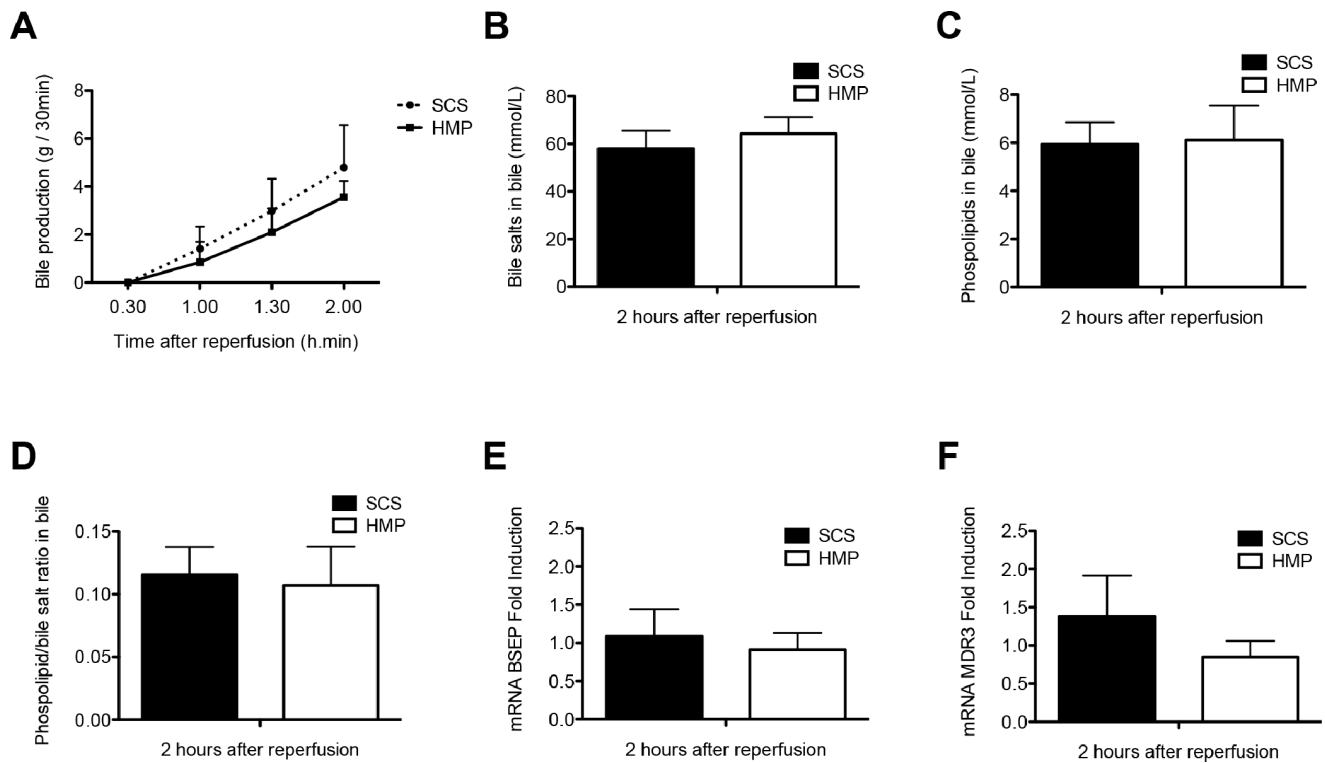 A
Bile production (g / 30min)
8
6
4
2
0
0.30 1.00 1.30 2.00
Time after reperfusion (h.min)
SCS
HMP
B
Bile salts in bile (mmol/L)
80
60
40
20
0
2 hours after reperfusion
SCS
HMP
C
Phospolipids in bile (mmol/L)
8
6
4
2
0
2 hours after reperfusion
SCS
HMP
D
Phospolipid/bile salt ratio in bile
0.15
0.10
0.05
0.00
2 hours after reperfusion
SCS
HMP
E
mRNA BSEP Fold Induction
2.5
2.0
1.5
1.0
0.5
0.0
2 hours after reperfusion
SCS
HMP
F
mRNA MDR3 Fold Induction
2.5
2.0
1.5
1.0
0.5
0.0
2 hours after reperfusion
SCS
HMP